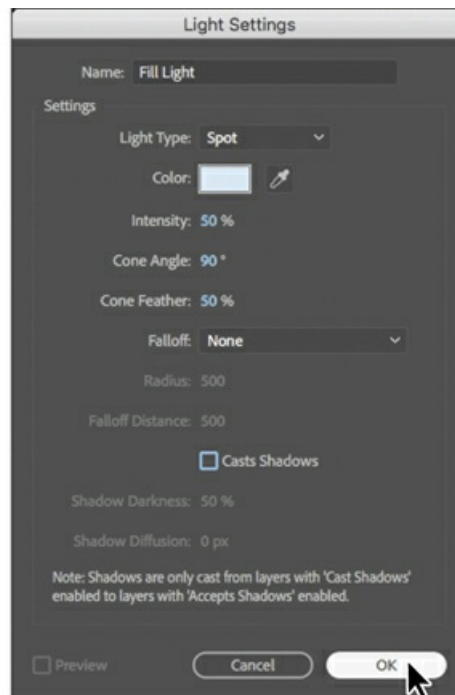 Light Settings
Name: Fill Light
Settings
Light Type: Spot
Color:
Intensity: 50 %
Cone Angle: 90 °
Cone Feather: 50 %
Falloff: None
Radius: 500
Falloff Distance: 500
Casts Shadows
Shadow Darkness: 50 %
Shadow Diffusion: 0 px
Note: Shadows are only cast from layers with 'Cast Shadows'
enabled to layers with 'Accepts Shadows' enabled.
Preview Cancel OK